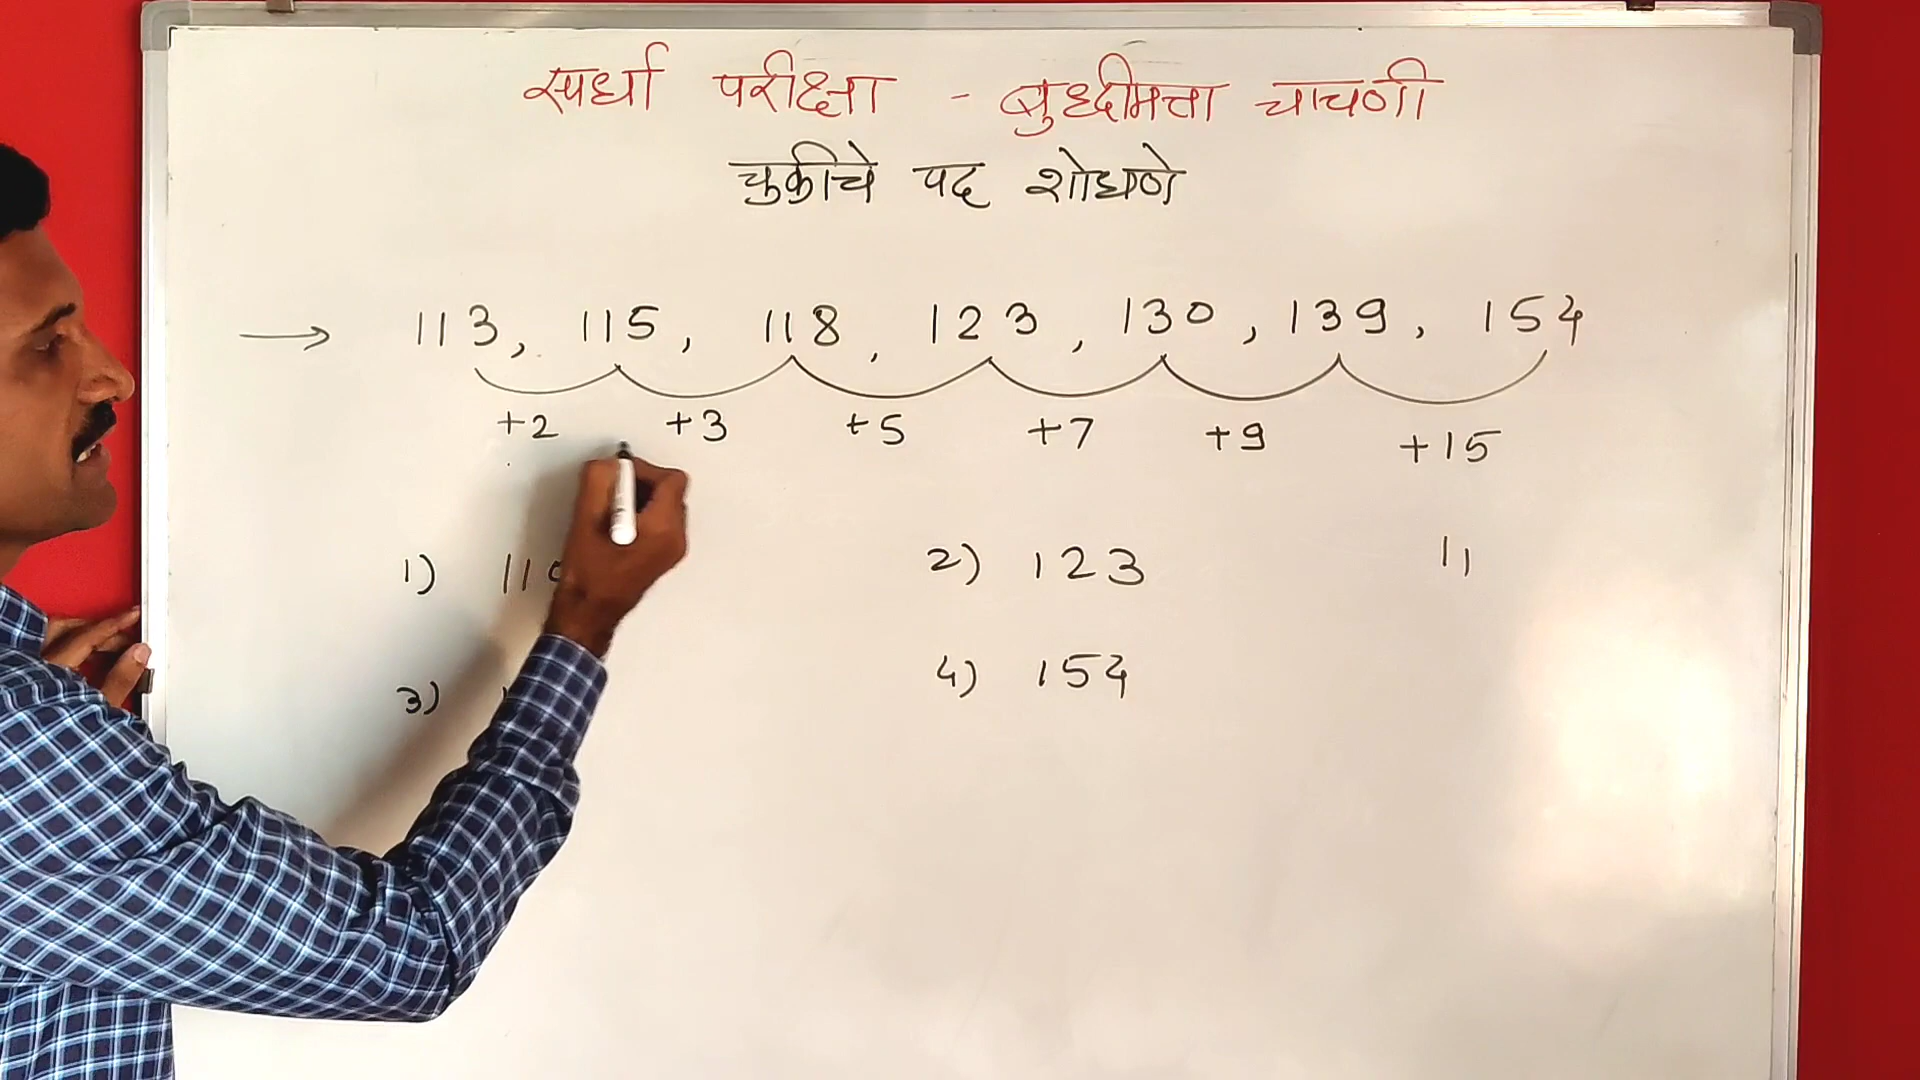 स्पर्धा परीक्षा - बुध्दीमत्ता चाचणी
चुकीचे पद शोधणे
→ 113, 115, 118, 123, 130, 139, 154
+2 +3 +5 +7 +9 +15
1) 2) 123 11
3) 4) 154